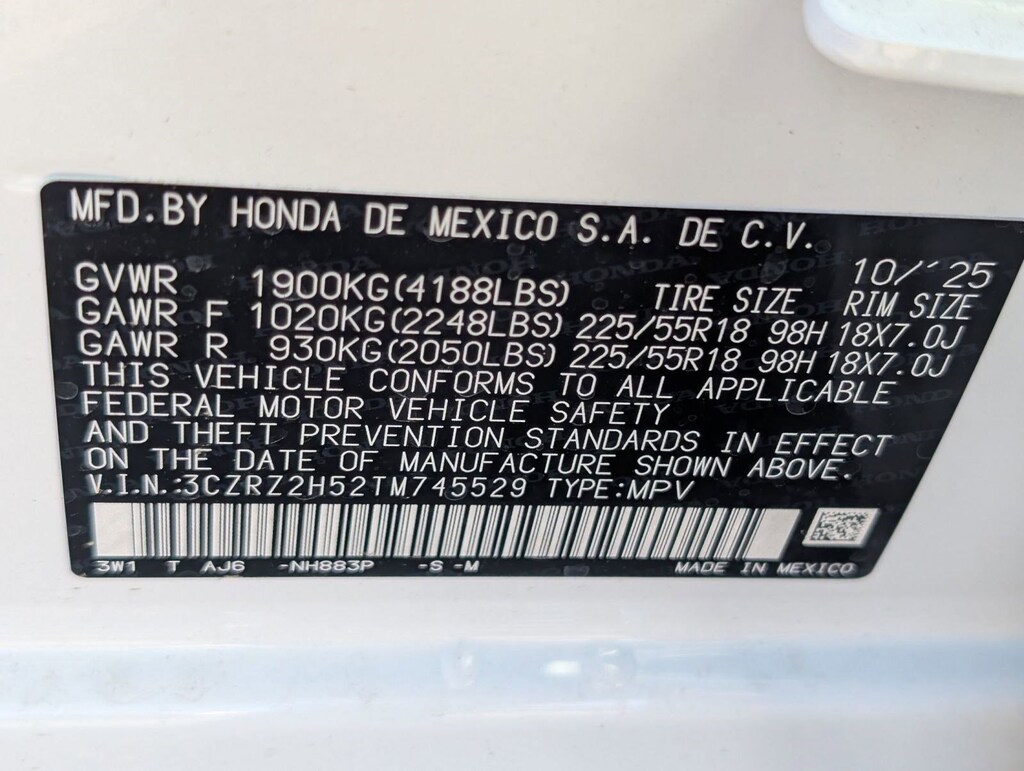 MFD.BY HONDA DE MEXICO S.A. DE C.V.
10/'25
GVWR 1900KG(4188LBS) TIRE SIZE RIM SIZE
GAWR F 1020KG(2248LBS) 225/55R18 98H 18X7.0J
GAWR R 930KG(2050LBS) 225/55R18 98H 18X7.0J
THIS VEHICLE CONFORMS TO ALL APPLICABLE
FEDERAL MOTOR VEHICLE SAFETY
AND THEFT PREVENTION STANDARDS IN EFFECT
ON THE DATE OF MANUFACTURE SHOWN ABOVE.
V.I.N.:3CZRZ2H52TM745529 TYPE:MPV
3W1 T AJ6 -NH883P -S -M MADE IN MEXICO